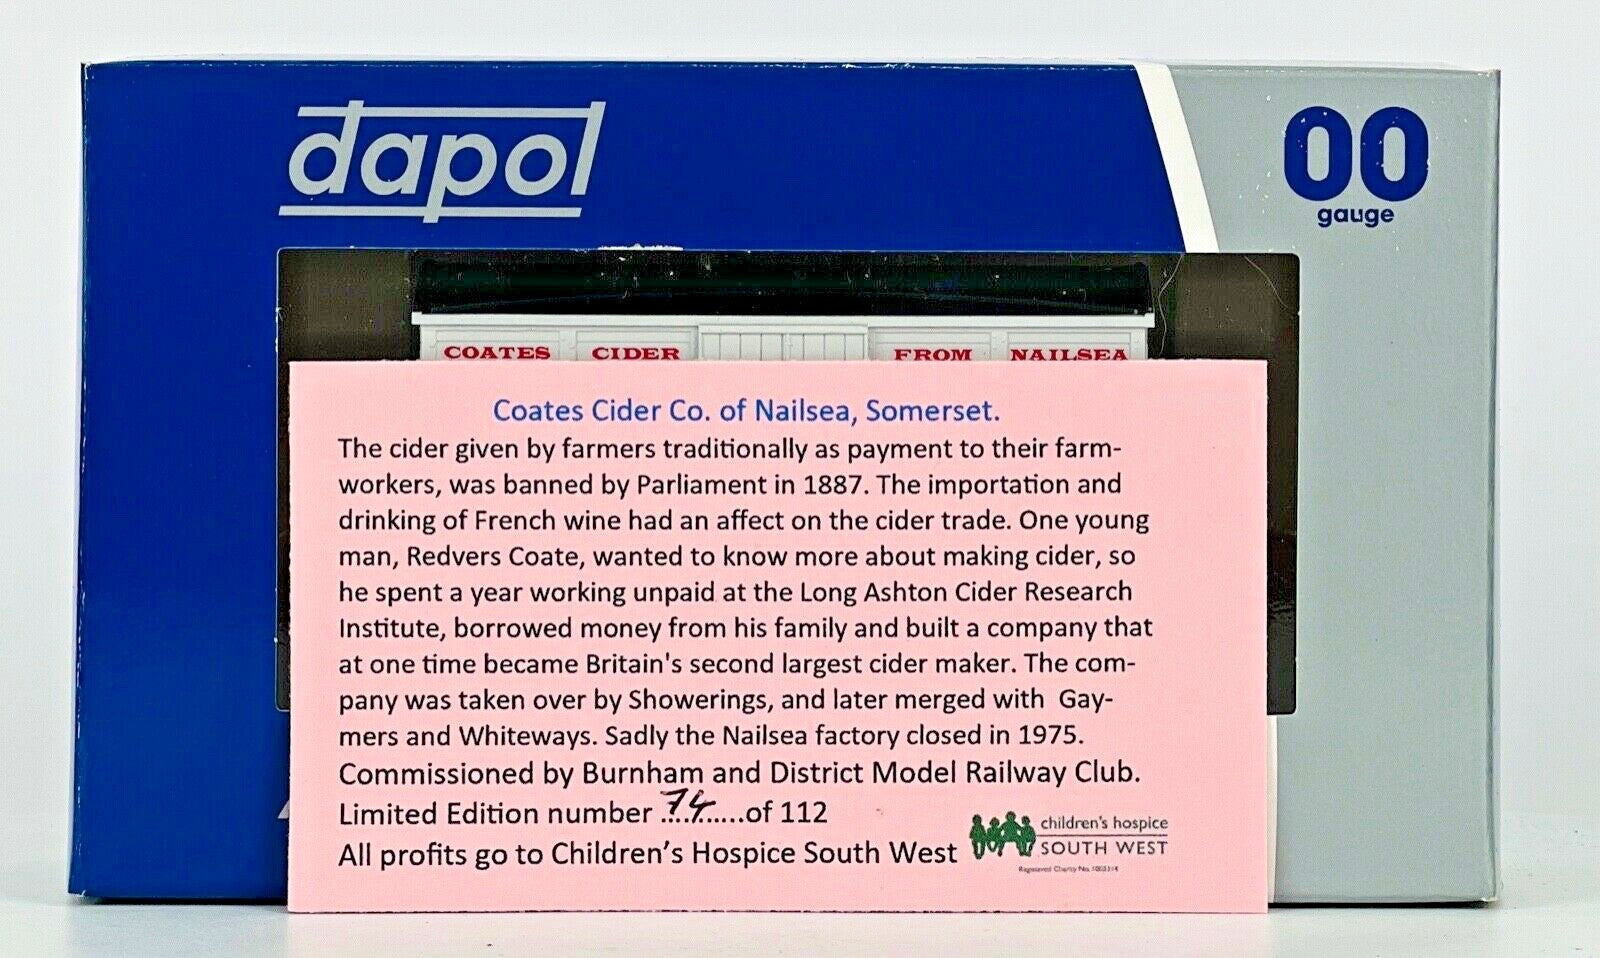 dapol
00
gauge
COATES CIDER FROM NAILSEA
Coates Cider Co. of Nailsea, Somerset.
The cider given by farmers traditionally as payment to their farm-
workers, was banned by Parliament in 1887. The importation and
drinking of French wine had an affect on the cider trade. One young
man, Redvers Coate, wanted to know more about making cider, so
he spent a year working unpaid at the Long Ashton Cider Research
Institute, borrowed money from his family and built a company that
at one time became Britain's second largest cider maker. The com-
pany was taken over by Showerings, and later merged with Gay-
mers and Whiteways. Sadly the Nailsea factory closed in 1975.
Commissioned by Burnham and District Model Railway Club.
Limited Edition number ...74......of 112
All profits go to Children's Hospice South West
children's hospice
SOUTH WEST
Registered Charity No.